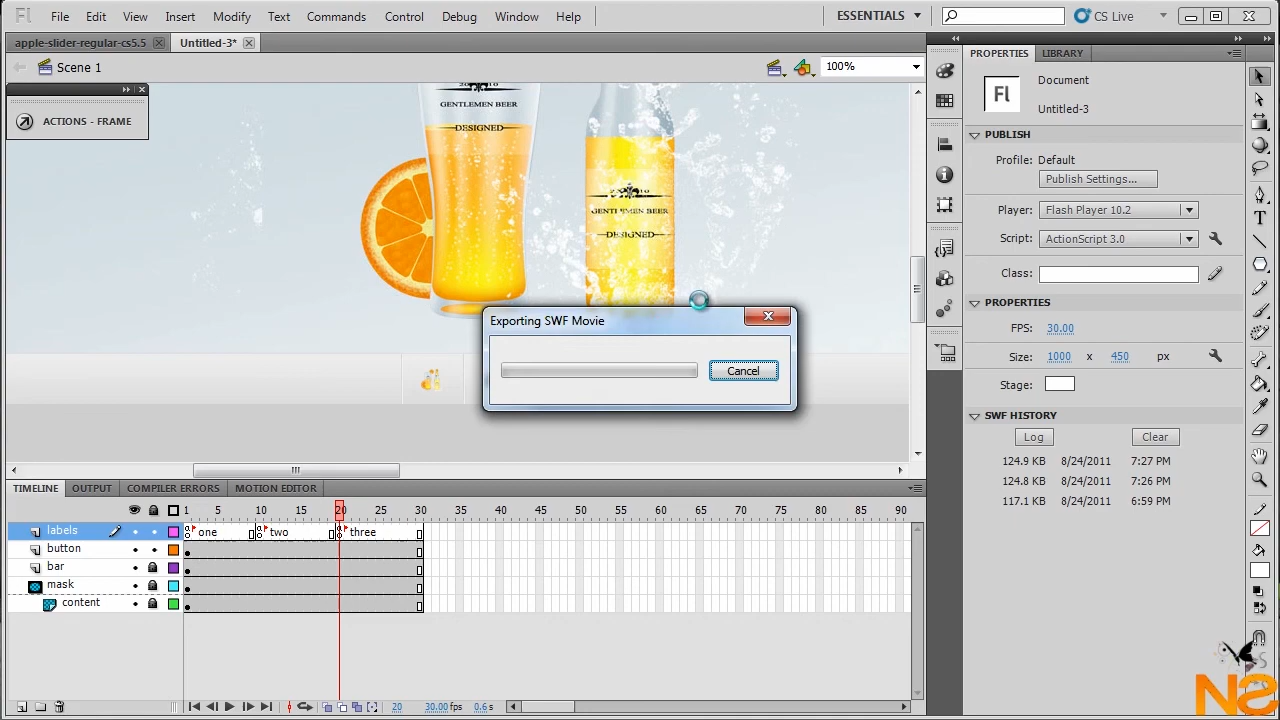 Fl File Edit View Insert Modify Text Commands Control Debug Window Help ESSENTIALS CS Live
apple-slider-regular-cs5.5 Untitled-3*
Scene 1 100%
ACTIONS - FRAME
GENTLEMEN BEER
DESIGNED
GENTLEMEN BEER
DESIGNED
Exporting SWF Movie
Cancel
PROPERTIES LIBRARY
Fl
Document
Untitled-3
PUBLISH
Profile: Default
Publish Settings...
Player: Flash Player 10.2
Script: ActionScript 3.0
Class:
PROPERTIES
FPS: 30.00
Size: 1000 x 450 px
Stage:
SWF HISTORY
Log Clear
124.9 KB 8/24/2011 7:27 PM
124.8 KB 8/24/2011 7:26 PM
117.1 KB 8/24/2011 6:59 PM
TIMELINE OUTPUT COMPILER ERRORS MOTION EDITOR
1 5 10 15 20 25 30 35 40 45 50 55 60 65 70 75 80 85 90
labels one two three
button
bar
mask
content
20 30.00 fps 0.6 s
NS